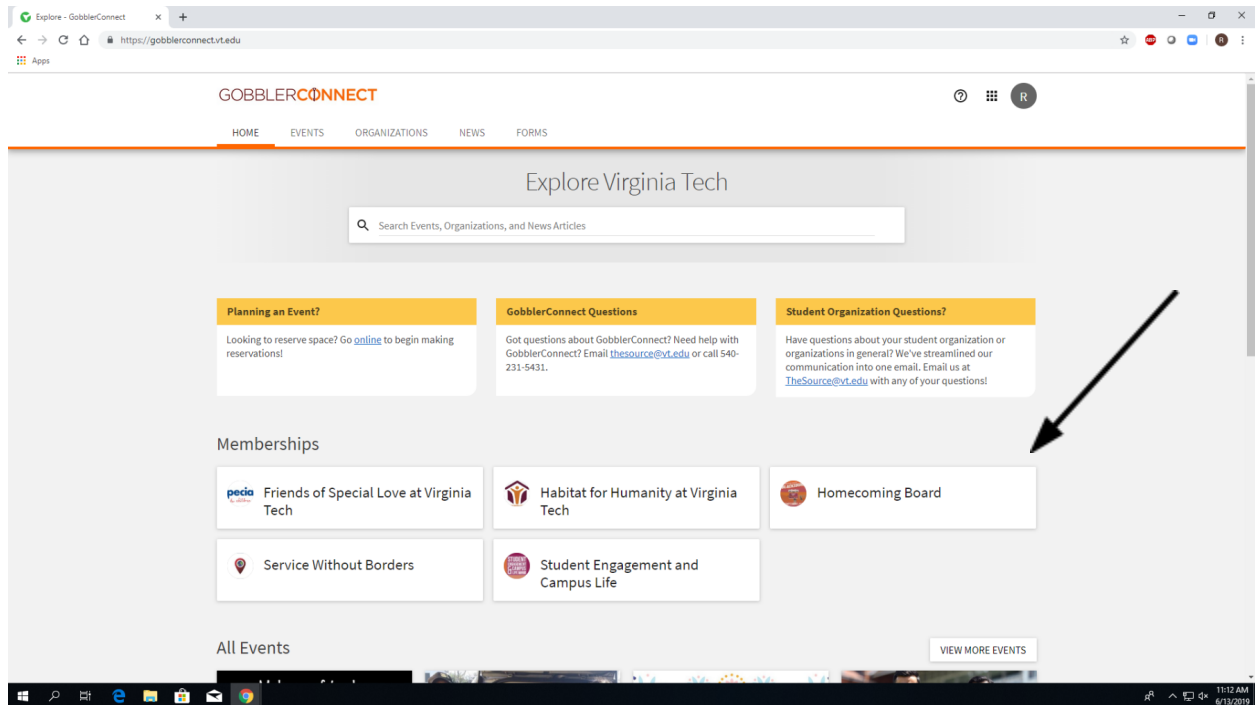 Explore - GobblerConnect
https://gobblerconnect.vt.edu
ABP
R
Apps
GOBBLERCONNECT
R
HOME EVENTS ORGANIZATIONS NEWS FORMS
Explore Virginia Tech
Search Events, Organizations, and News Articles
Planning an Event?
Looking to reserve space? Go online to begin making
reservations!
GobblerConnect Questions
Got questions about GobblerConnect? Need help with
GobblerConnect? Email thesource@vt.edu or call 540-
231-5431.
Student Organization Questions?
Have questions about your student organization or
organizations in general? We've streamlined our
communication into one email. Email us at
TheSource@vt.edu with any of your questions!
Memberships
pecia
Friends of Special Love at Virginia
Tech
Habitat for Humanity at Virginia
Tech
Homecoming Board
Service Without Borders
Student Engagement and
Campus Life
All Events
VIEW MORE EVENTS
11:12 AM
6/13/2019